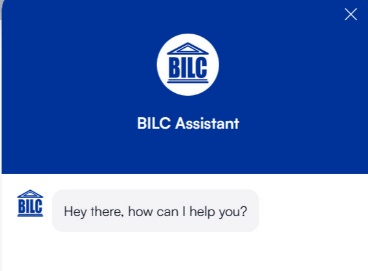 BILC
BILC Assistant
BILC
Hey there, how can I help you?